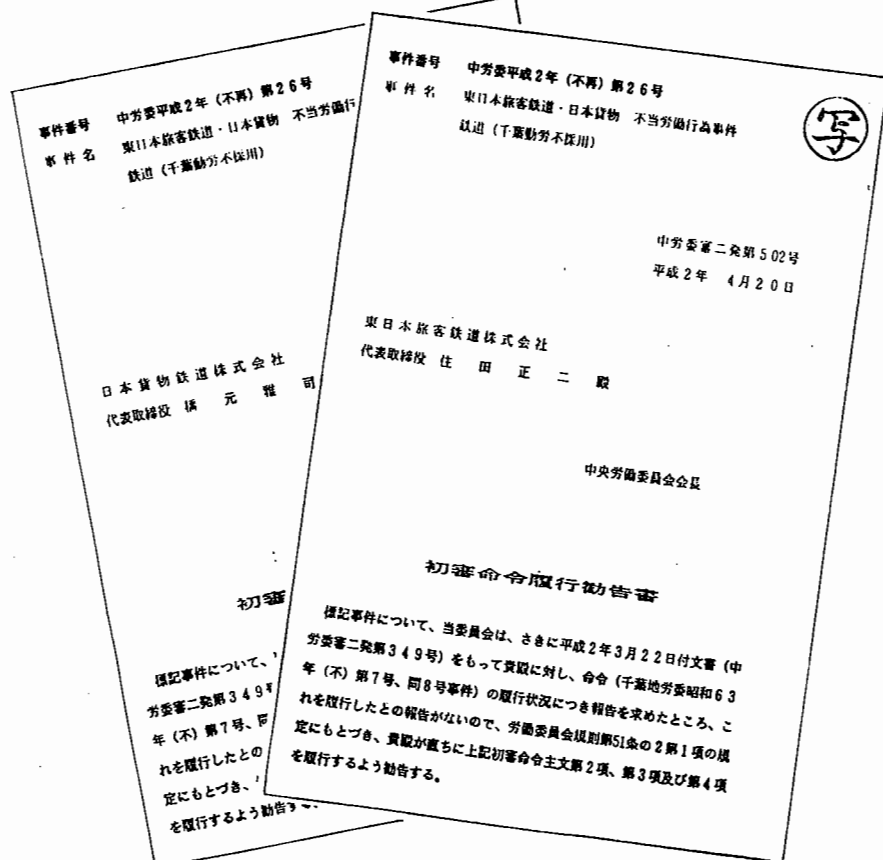 事件番号 中労委平成2年（不再）第26号
事件名 東日本旅客鉄道・日本貨物 不当労働行
鉄道（千葉動労不採用）
日本貨物鉄道株式会社
代表取締役 橋元雅司
初審
標記事件について、
労委審二発第349号
年（不）第7号、同
れを履行したとの
定にもとづき、
を履行するよう勧告す
事件番号 中労委平成2年（不再）第26号
事件名 東日本旅客鉄道・日本貨物 不当労働行為事件
鉄道（千葉動労不採用）
写
中労委審二発第502号
平成2年 4月20日
東日本旅客鉄道株式会社
代表取締役 住田正二 殿
中央労働委員会会長
初審命令履行勧告書
標記事件について、当委員会は、さきに平成2年3月22日付文書（中
労委審二発第349号）をもって貴殿に対し、命令（千葉地労委昭和63
年（不）第7号、同8号事件）の履行状況につき報告を求めたところ、こ
れを履行したとの報告がないので、労働委員会規則第51条の2第1項の規
定にもとづき、貴殿が直ちに上記初審命令主文第2項、第3項及び第4項
を履行するよう勧告する。